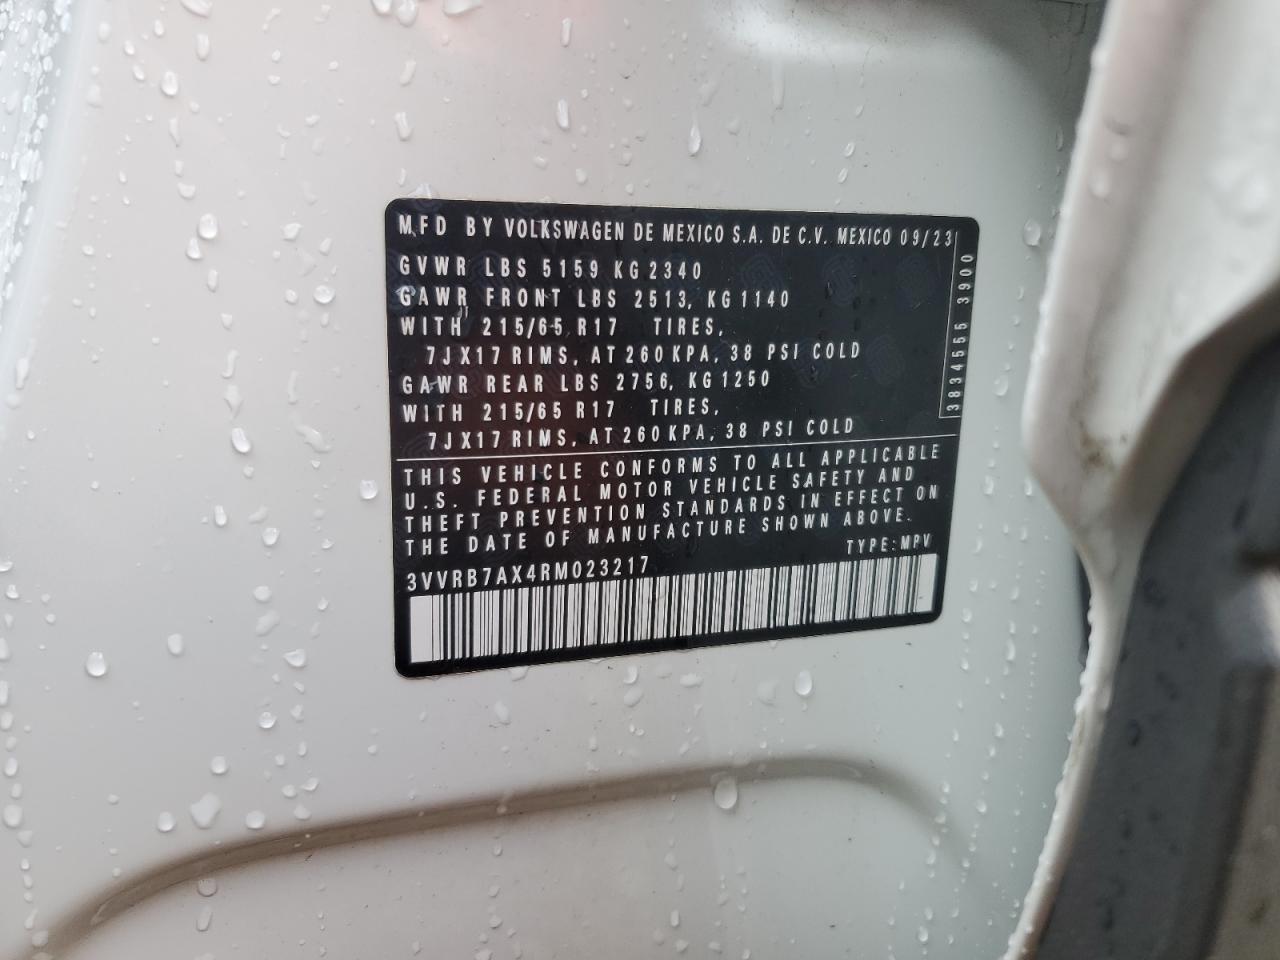 MFD BY VOLKSWAGEN DE MEXICO S.A. DE C.V. MEXICO 09/23
GVWR LBS 5159 KG 2340
GAWR FRONT LBS 2513, KG 1140
WITH 215/65 R17 TIRES,
7JX17 RIMS, AT 260 KPA, 38 PSI COLD
GAWR REAR LBS 2756, KG 1250
WITH 215/65 R17 TIRES,
7JX17 RIMS, AT 260 KPA, 38 PSI COLD
3834555 3900
THIS VEHICLE CONFORMS TO ALL APPLICABLE
U.S. FEDERAL MOTOR VEHICLE SAFETY AND
THEFT PREVENTION STANDARDS IN EFFECT ON
THE DATE OF MANUFACTURE SHOWN ABOVE.
TYPE: MPV
3VVRB7AX4RM023217